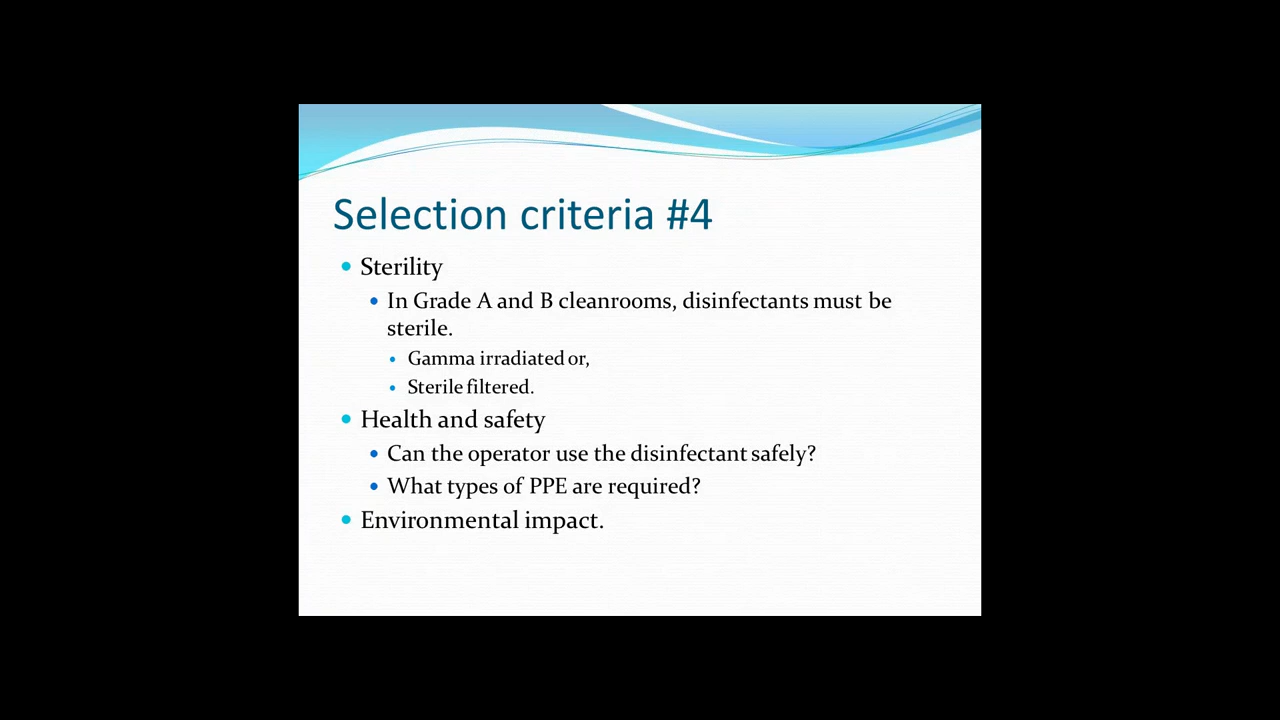 Selection criteria #4
Sterility
In Grade A and B cleanrooms, disinfectants must be
sterile.
Gamma irradiated or,
Sterile filtered.
Health and safety
Can the operator use the disinfectant safely?
What types of PPE are required?
Environmental impact.